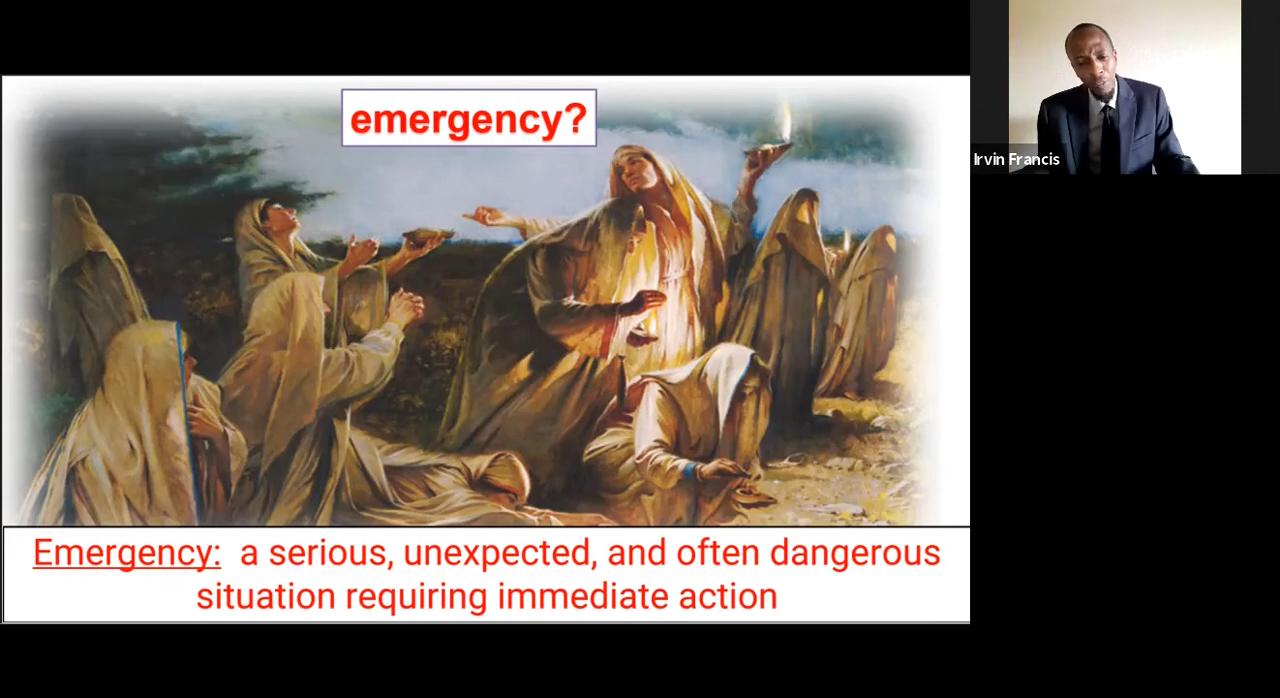 emergency?
Irvin Francis
Emergency: a serious, unexpected, and often dangerous
situation requiring immediate action